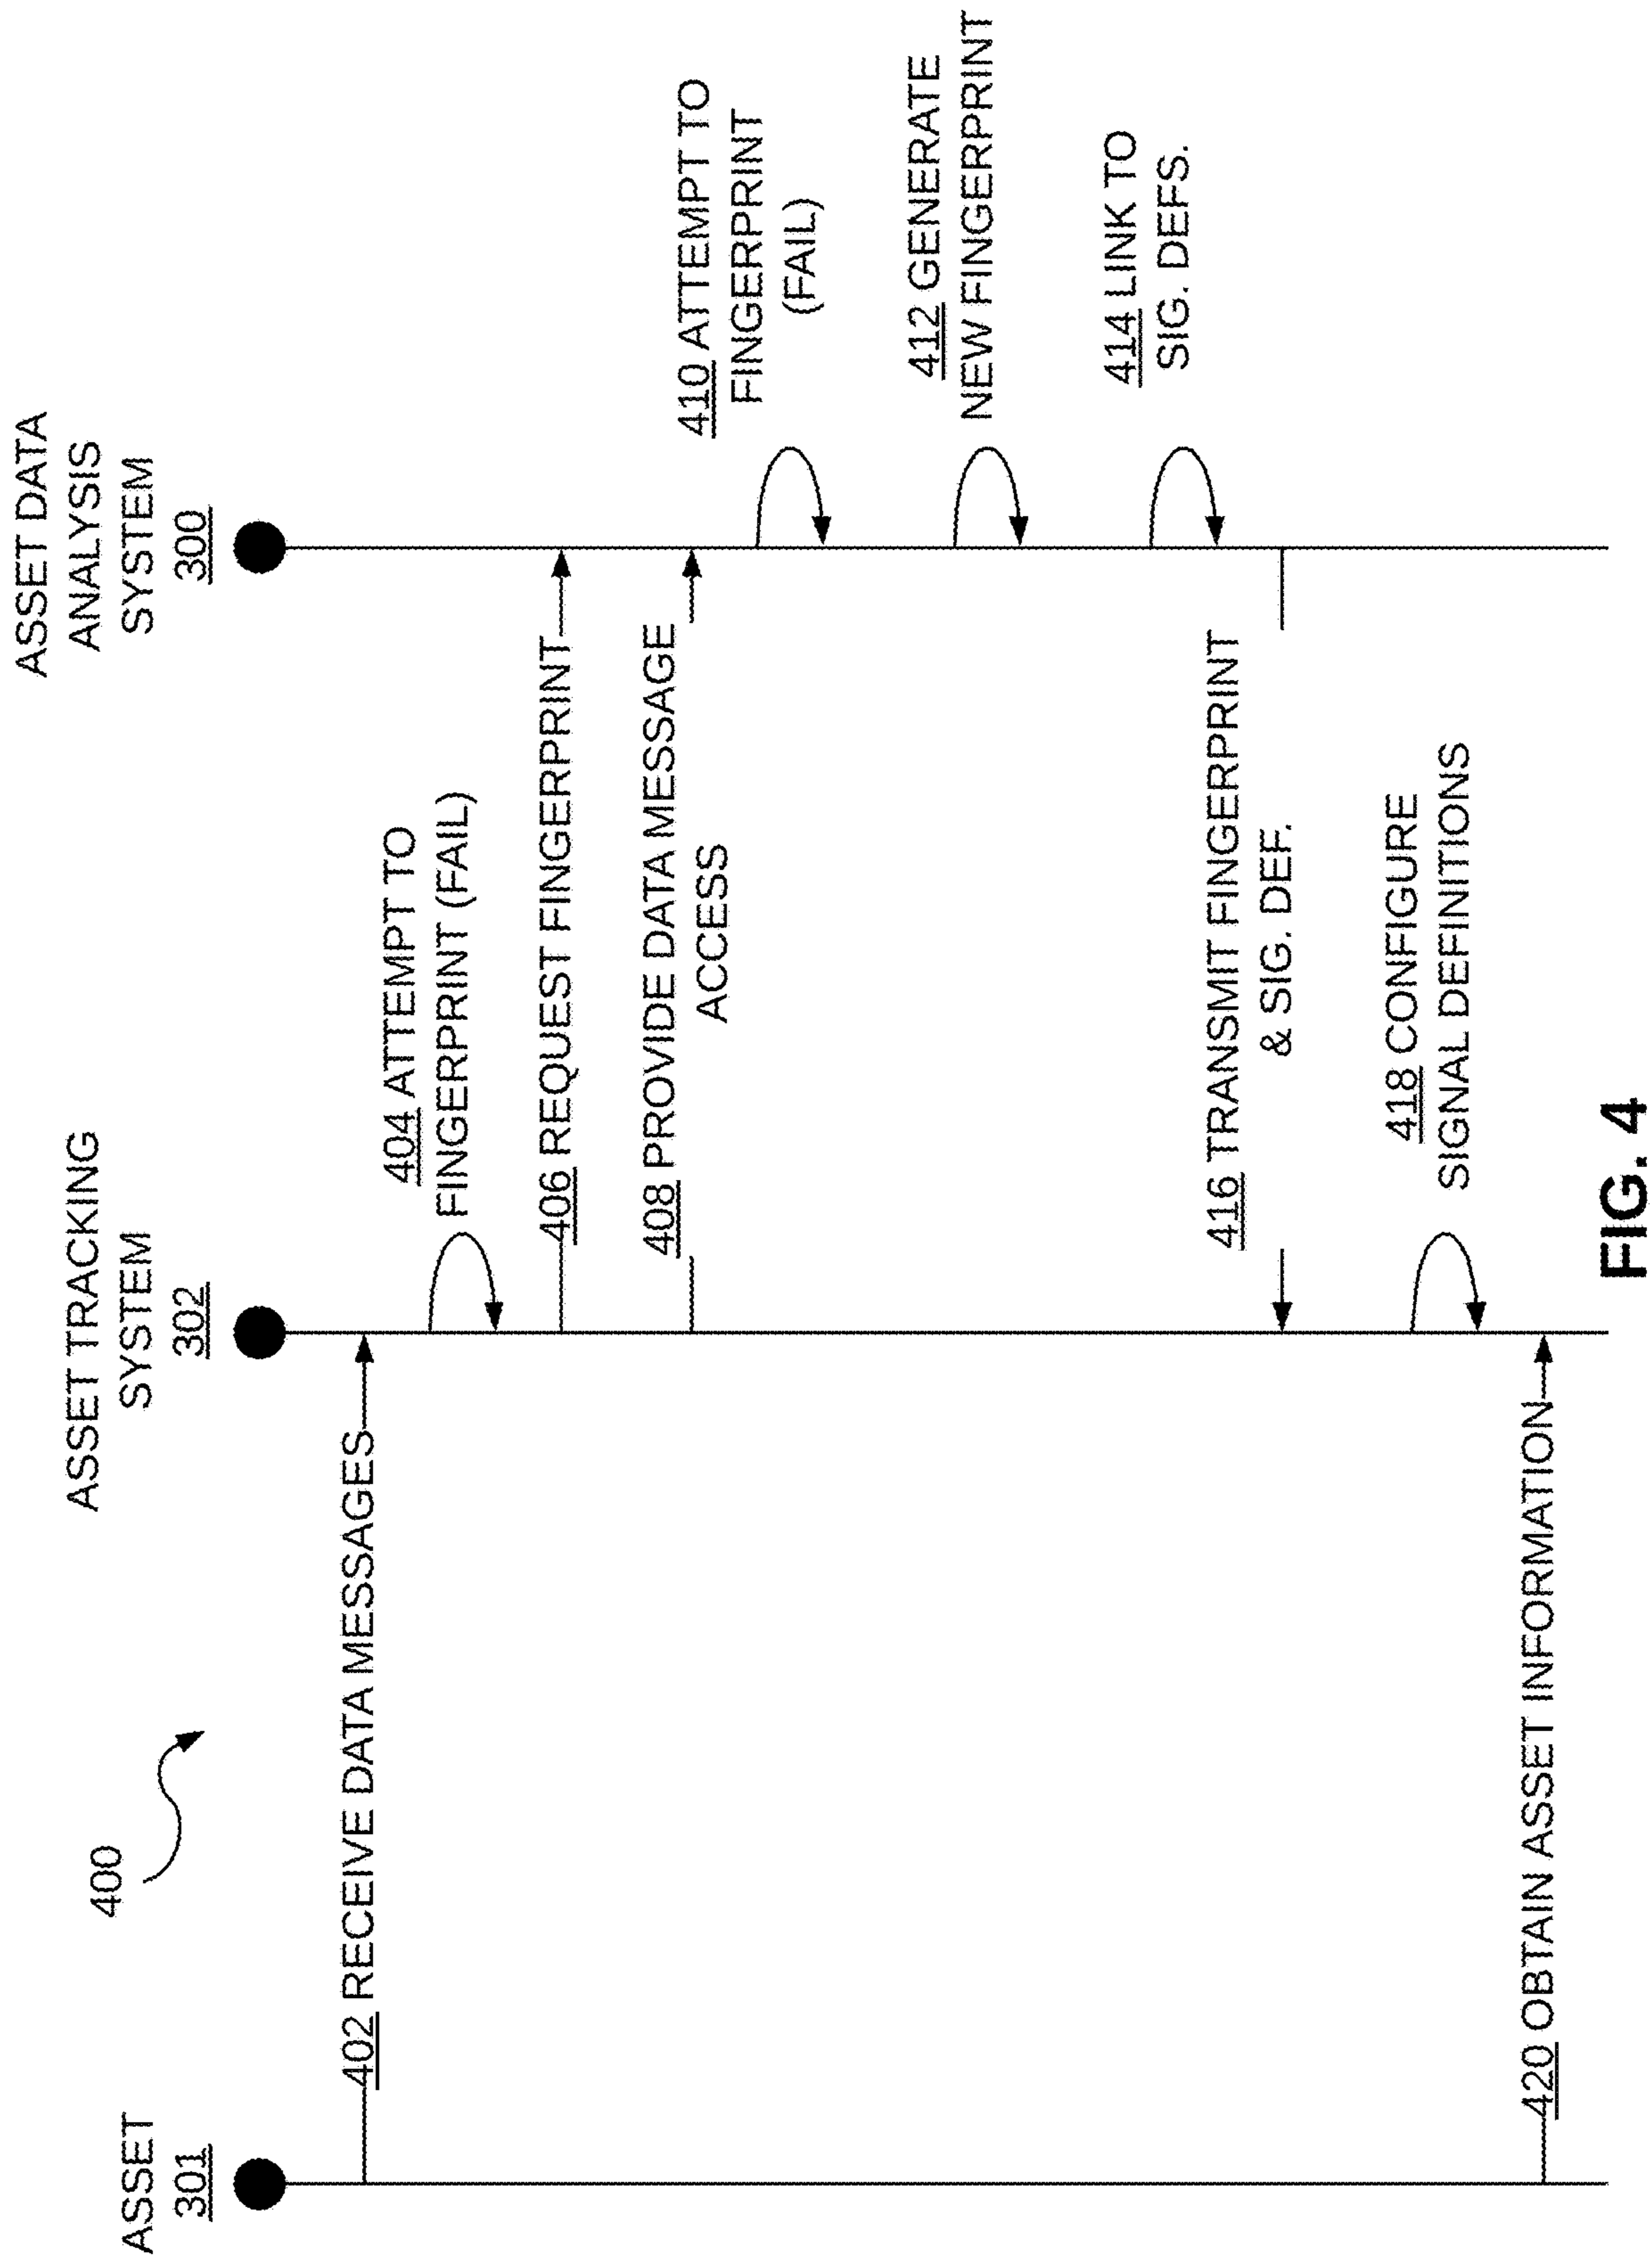 400
ASSET
301
ASSET TRACKING
SYSTEM
302
ASSET DATA
ANALYSIS
SYSTEM
300
402 RECEIVE DATA MESSAGES
404 ATTEMPT TO
FINGERPRINT (FAIL)
406 REQUEST FINGERPRINT
408 PROVIDE DATA MESSAGE
ACCESS
410 ATTEMPT TO
FINGERPRINT
(FAIL)
412 GENERATE
NEW FINGERPRINT
414 LINK TO
SIG. DEFS.
416 TRANSMIT FINGERPRINT
& SIG. DEF.
418 CONFIGURE
SIGNAL DEFINITIONS
420 OBTAIN ASSET INFORMATION
FIG. 4